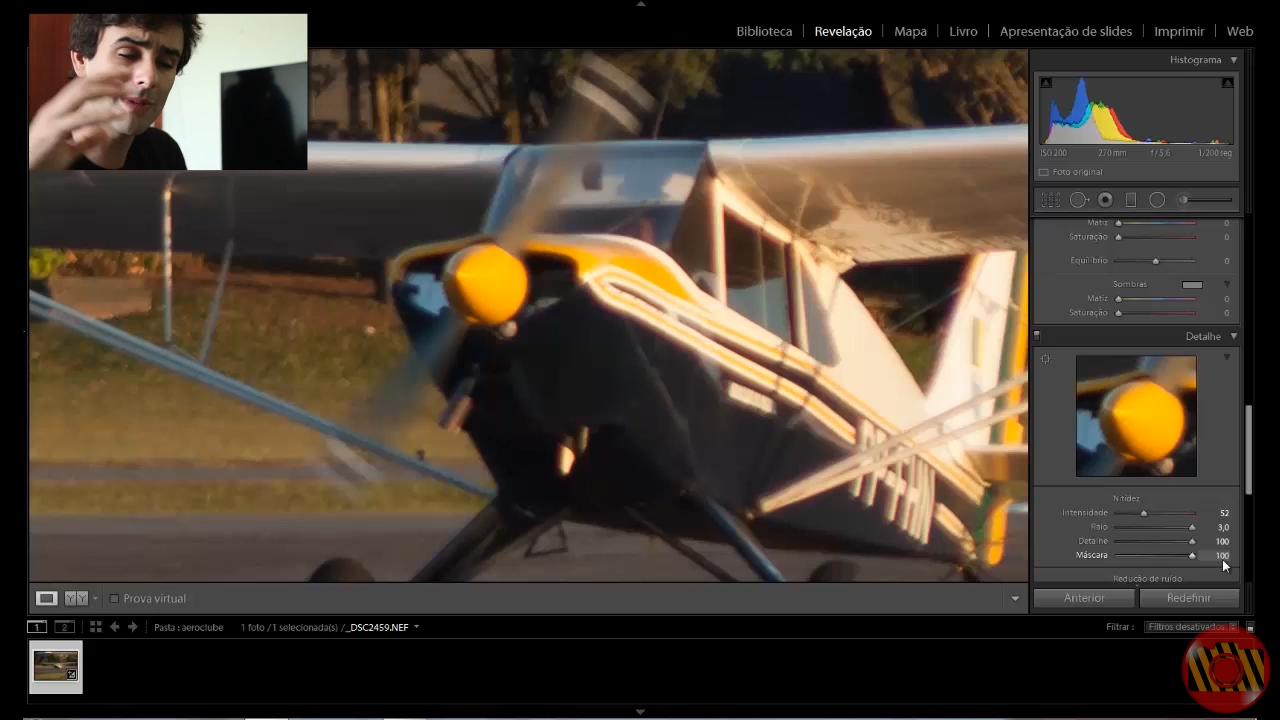 Biblioteca Revelação Mapa Livro Apresentação de slides Imprimir Web
Histograma
ISO 200 270 mm f / 5,6 1/200 seg
Foto original
Matiz 0
Saturação 0
Equilíbrio 0
Sombras
Matiz 0
Saturação 0
Detalhe
Nitidez
Intensidade 52
Raio 3,0
Detalhe 100
Máscara 100
Redução de ruído
Prova virtual
Anterior Redefinir
1 2 Pasta : aeroclube 1 foto /1 selecionada(s) /_DSC2459.NEF
Filtrar : Filtros desativados